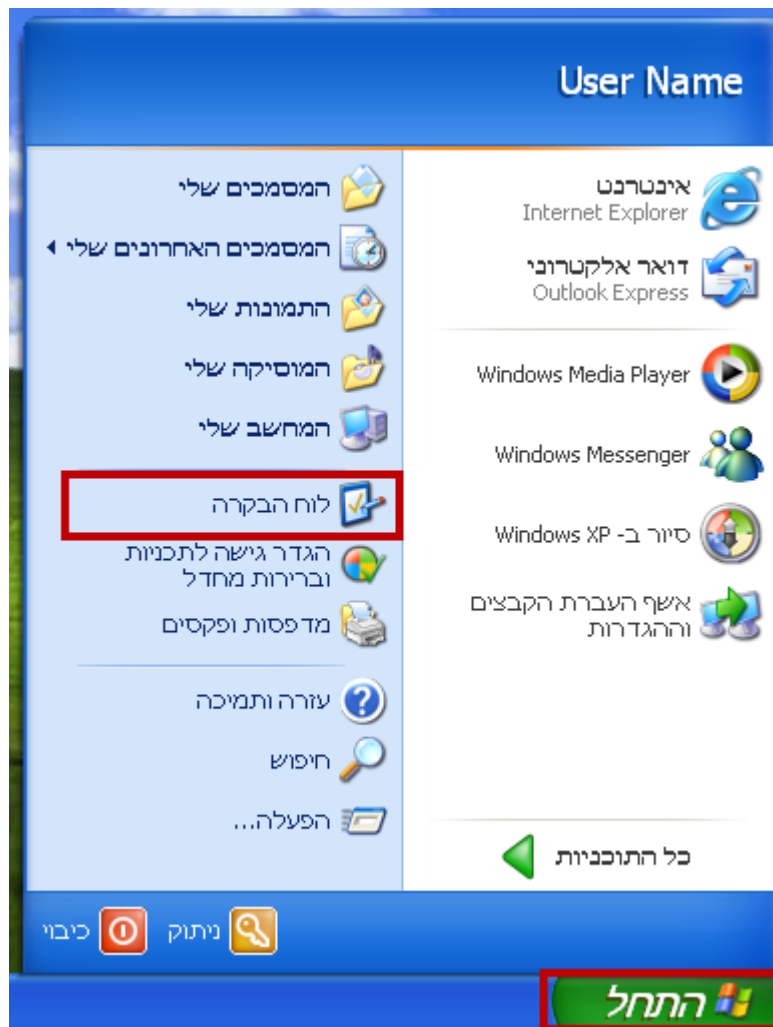 User Name
אינטרנט
Internet Explorer
דואר אלקטרוני
Outlook Express
Windows Media Player
Windows Messenger
סיור ב- Windows XP
אשף העברת הקבצים
וההגדרות
כל התוכניות
המסמכים שלי
המסמכים האחרונים שלי
התמונות שלי
המוסיקה שלי
המחשב שלי
לוח הבקרה
הגדר גישה לתכניות
וברירות מחדל
מדפסות ופקסים
עזרה ותמיכה
חיפוש
הפעלה...
ניתוק
כיבוי
התחל